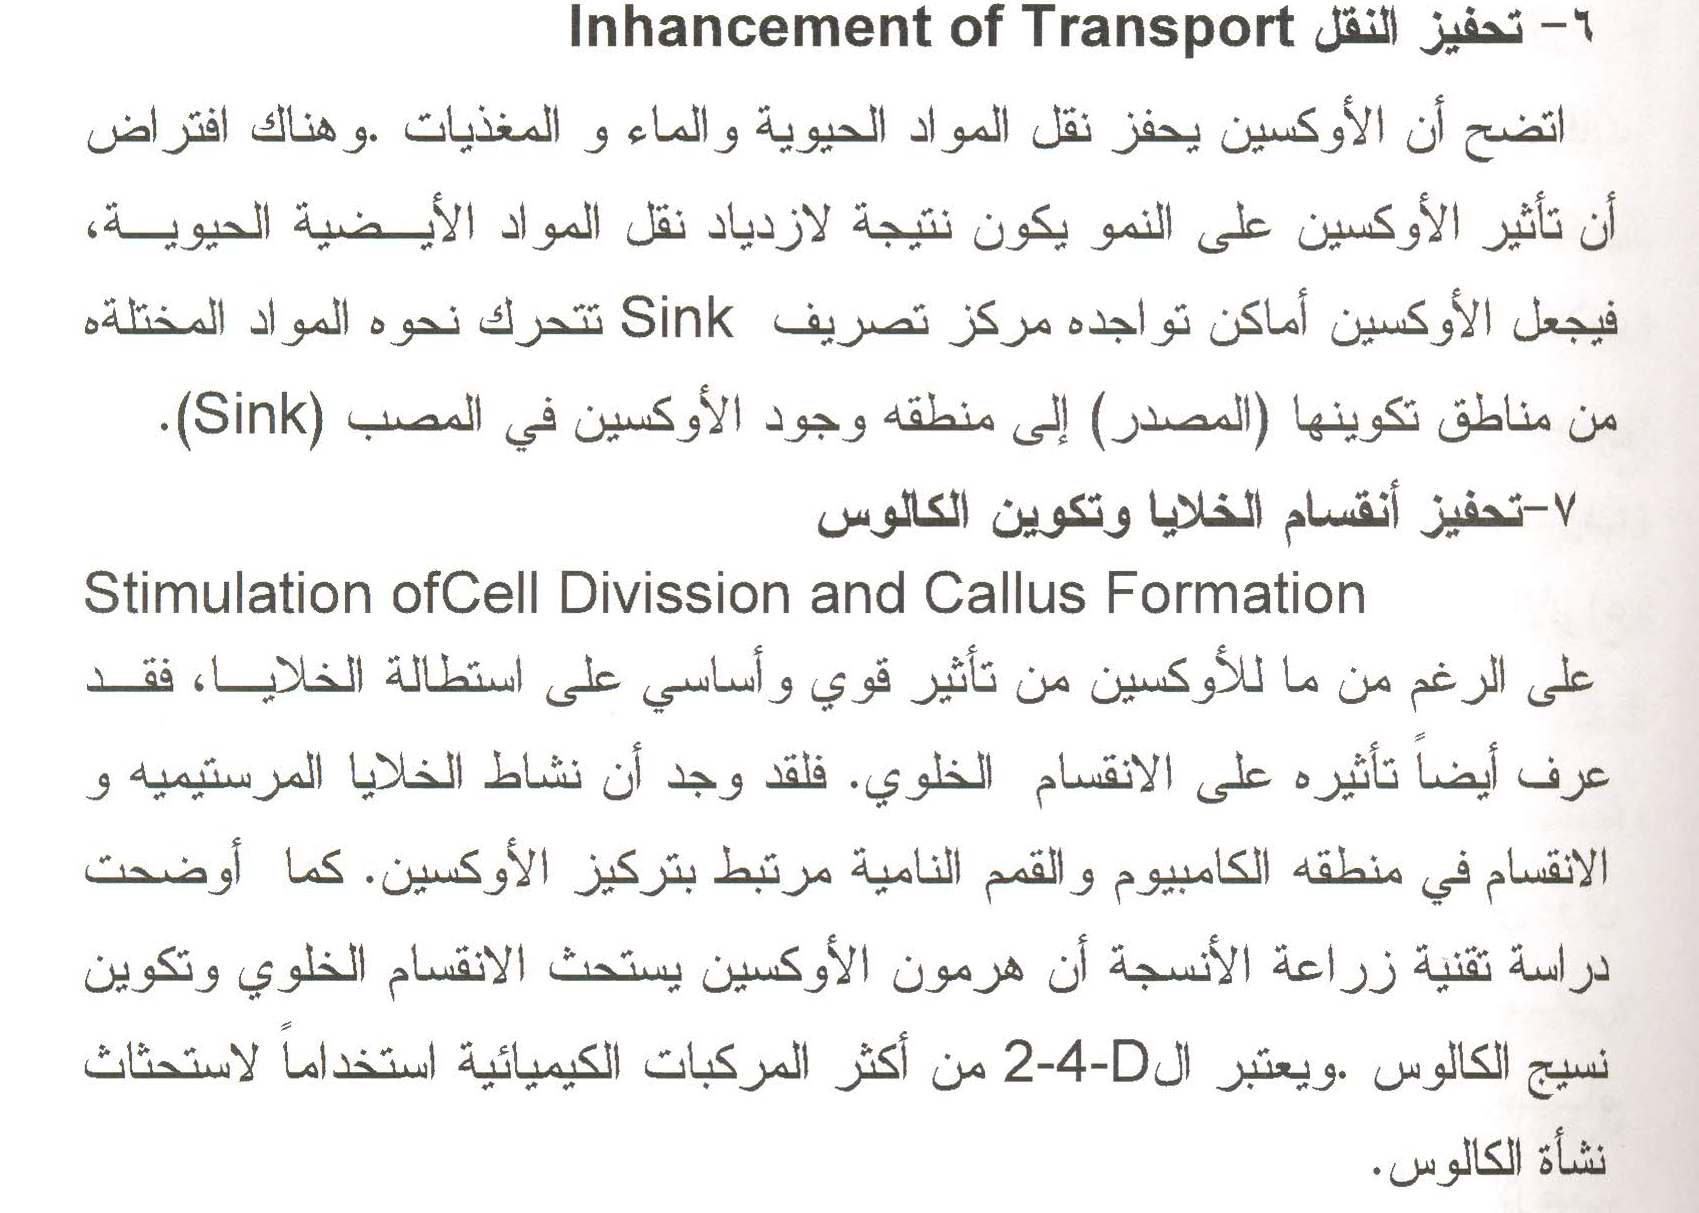 ٦- تحفيز النقل Inhancement of Transport
اتضح أن الأوكسين يحفز نقل المواد الحيوية والماء و المغذيات .وهناك افتراض
أن تأثير الأوكسين على النمو يكون نتيجة لازدياد نقل المواد الأيضية الحيوية،
فيجعل الأوكسين أماكن تواجده مركز تصريف Sink تتحرك نحوه المواد المختلةه
من مناطق تكوينها (المصدر) إلى منطقه وجود الأوكسين في المصب (Sink).
٧-تحفيز أنقسام الخلايا وتكوين الكالوس
Stimulation ofCell Divission and Callus Formation
على الرغم من ما للأوكسين من تأثير قوي وأساسي على استطالة الخلايا، فقد
عرف أيضاً تأثيره على الانقسام الخلوي. فلقد وجد أن نشاط الخلايا المرستيميه و
الانقسام في منطقه الكامبيوم والقمم النامية مرتبط بتركيز الأوكسين. كما أوضحت
دراسة تقنية زراعة الأنسجة أن هرمون الأوكسين يستحث الانقسام الخلوي وتكوين
نسيج الكالوس .ويعتبر ال2-4-D من أكثر المركبات الكيميائية استخداماً لاستحثاث
نشأة الكالوس.